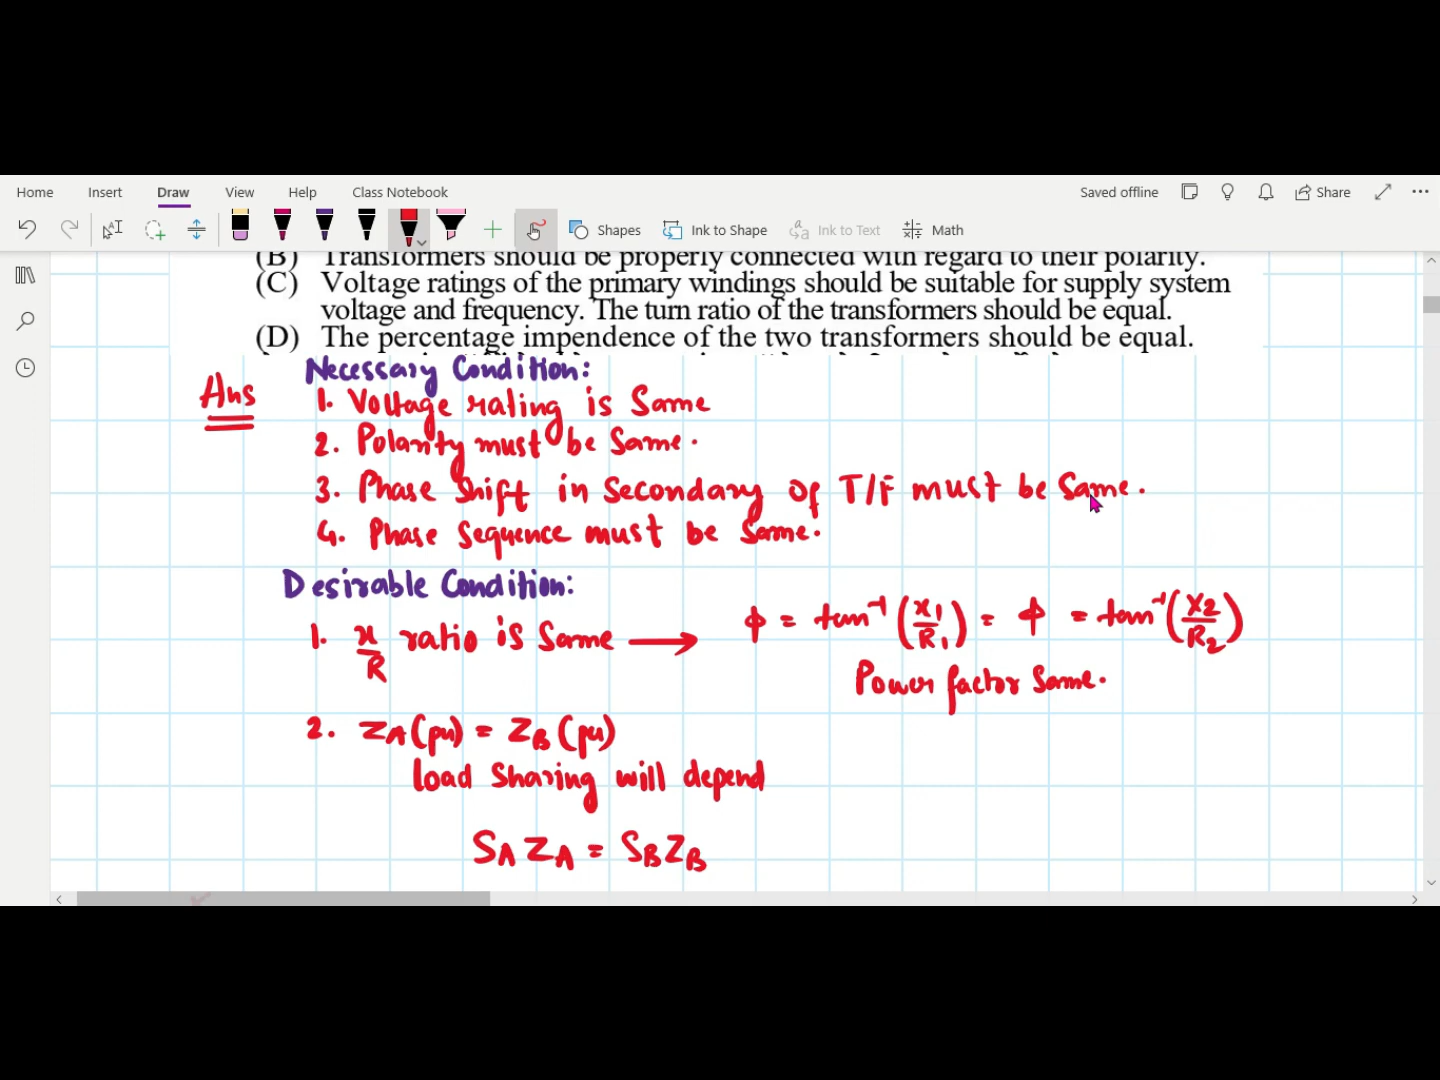 Home Insert Draw View Help Class Notebook Saved offline Share
Shapes Ink to Shape Ink to Text Math
(B) Transformers should be properly connected with regard to their polarity.
(C) Voltage ratings of the primary windings should be suitable for supply system
voltage and frequency. The turn ratio of the transformers should be equal.
(D) The percentage impendence of the two transformers should be equal.
Necessary Condition:
Ans
1. Voltage rating is Same
2. Polarity must be Same.
3. Phase Shift in Secondary of T/F must be Same.
4. Phase Sequence must be Same.
Desirable Condition:
1. x/R ratio is Same → φ = tan⁻¹(x1/R1) = φ = tan⁻¹(X2/R2)
Power factor Same.
2. ZA(pu) = ZB(pu)
load Sharing will depend
SAZA = SBZB